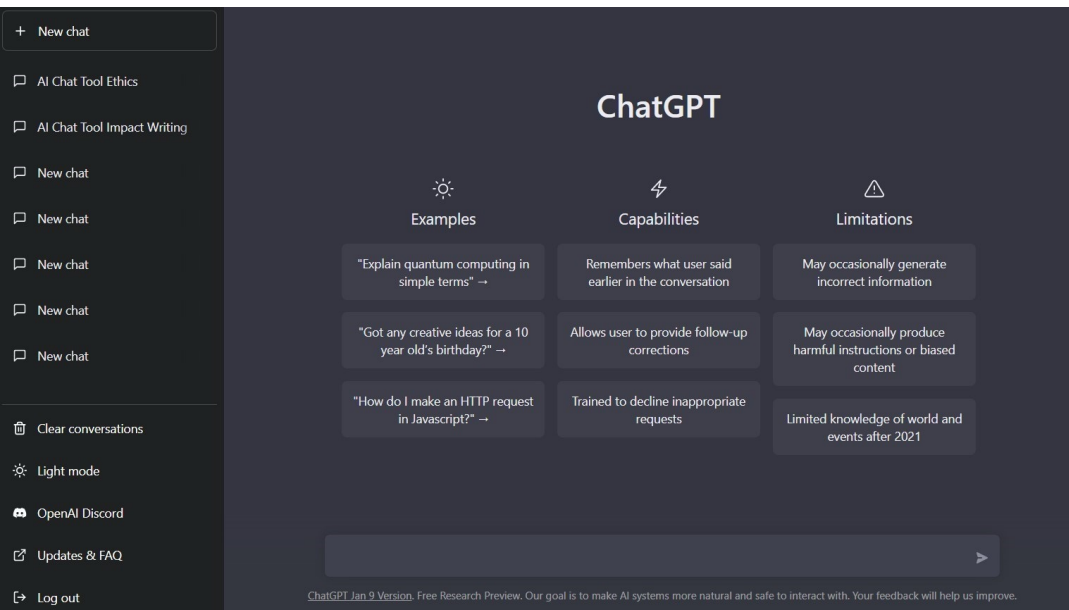 New chat
AI Chat Tool Ethics
AI Chat Tool Impact Writing
New chat
New chat
New chat
New chat
New chat
Clear conversations
Light mode
OpenAI Discord
Updates & FAQ
Log out
ChatGPT
Examples
"Explain quantum computing in
simple terms" →
"Got any creative ideas for a 10
year old's birthday?" →
"How do I make an HTTP request
in Javascript?" →
Capabilities
Remembers what user said
earlier in the conversation
Allows user to provide follow-up
corrections
Trained to decline inappropriate
requests
Limitations
May occasionally generate
incorrect information
May occasionally produce
harmful instructions or biased
content
Limited knowledge of world and
events after 2021
ChatGPT Jan 9 Version. Free Research Preview. Our goal is to make AI systems more natural and safe to interact with. Your feedback will help us improve.